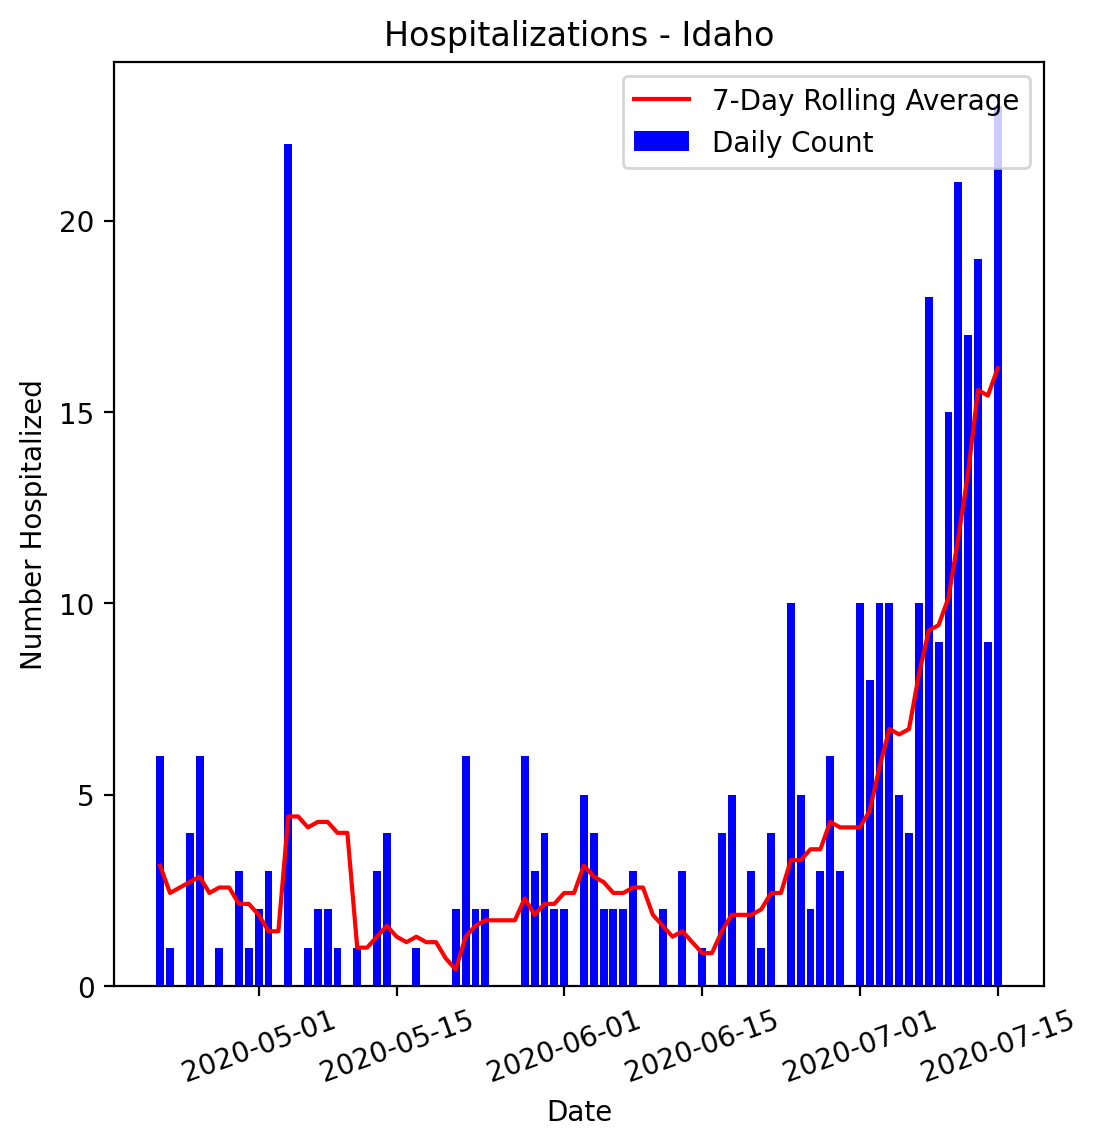 Hospitalizations - Idaho
7-Day Rolling Average
Daily Count
Number Hospitalized
20
15
10
5
0
2020-05-01
2020-05-15
2020-06-01
2020-06-15
2020-07-01
2020-07-15
Date